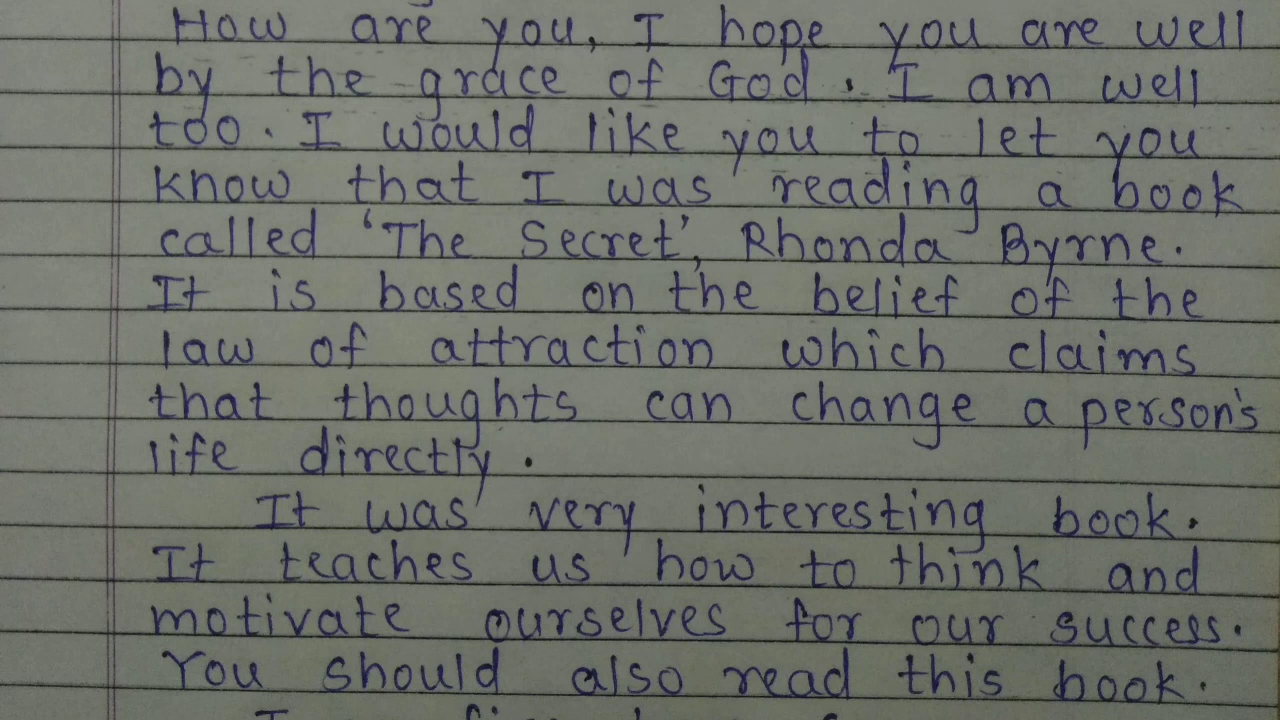 How are you, I hope you are well
by the grace of God. I am well
too. I would like you to let you
know that I was reading a book
called 'The Secret', Rhonda Byrne.
It is based on the belief of the
law of attraction which claims
that thoughts can change a person's
life directly.
It was very interesting book.
It teaches us how to think and
motivate ourselves for our success.
You should also read this book.